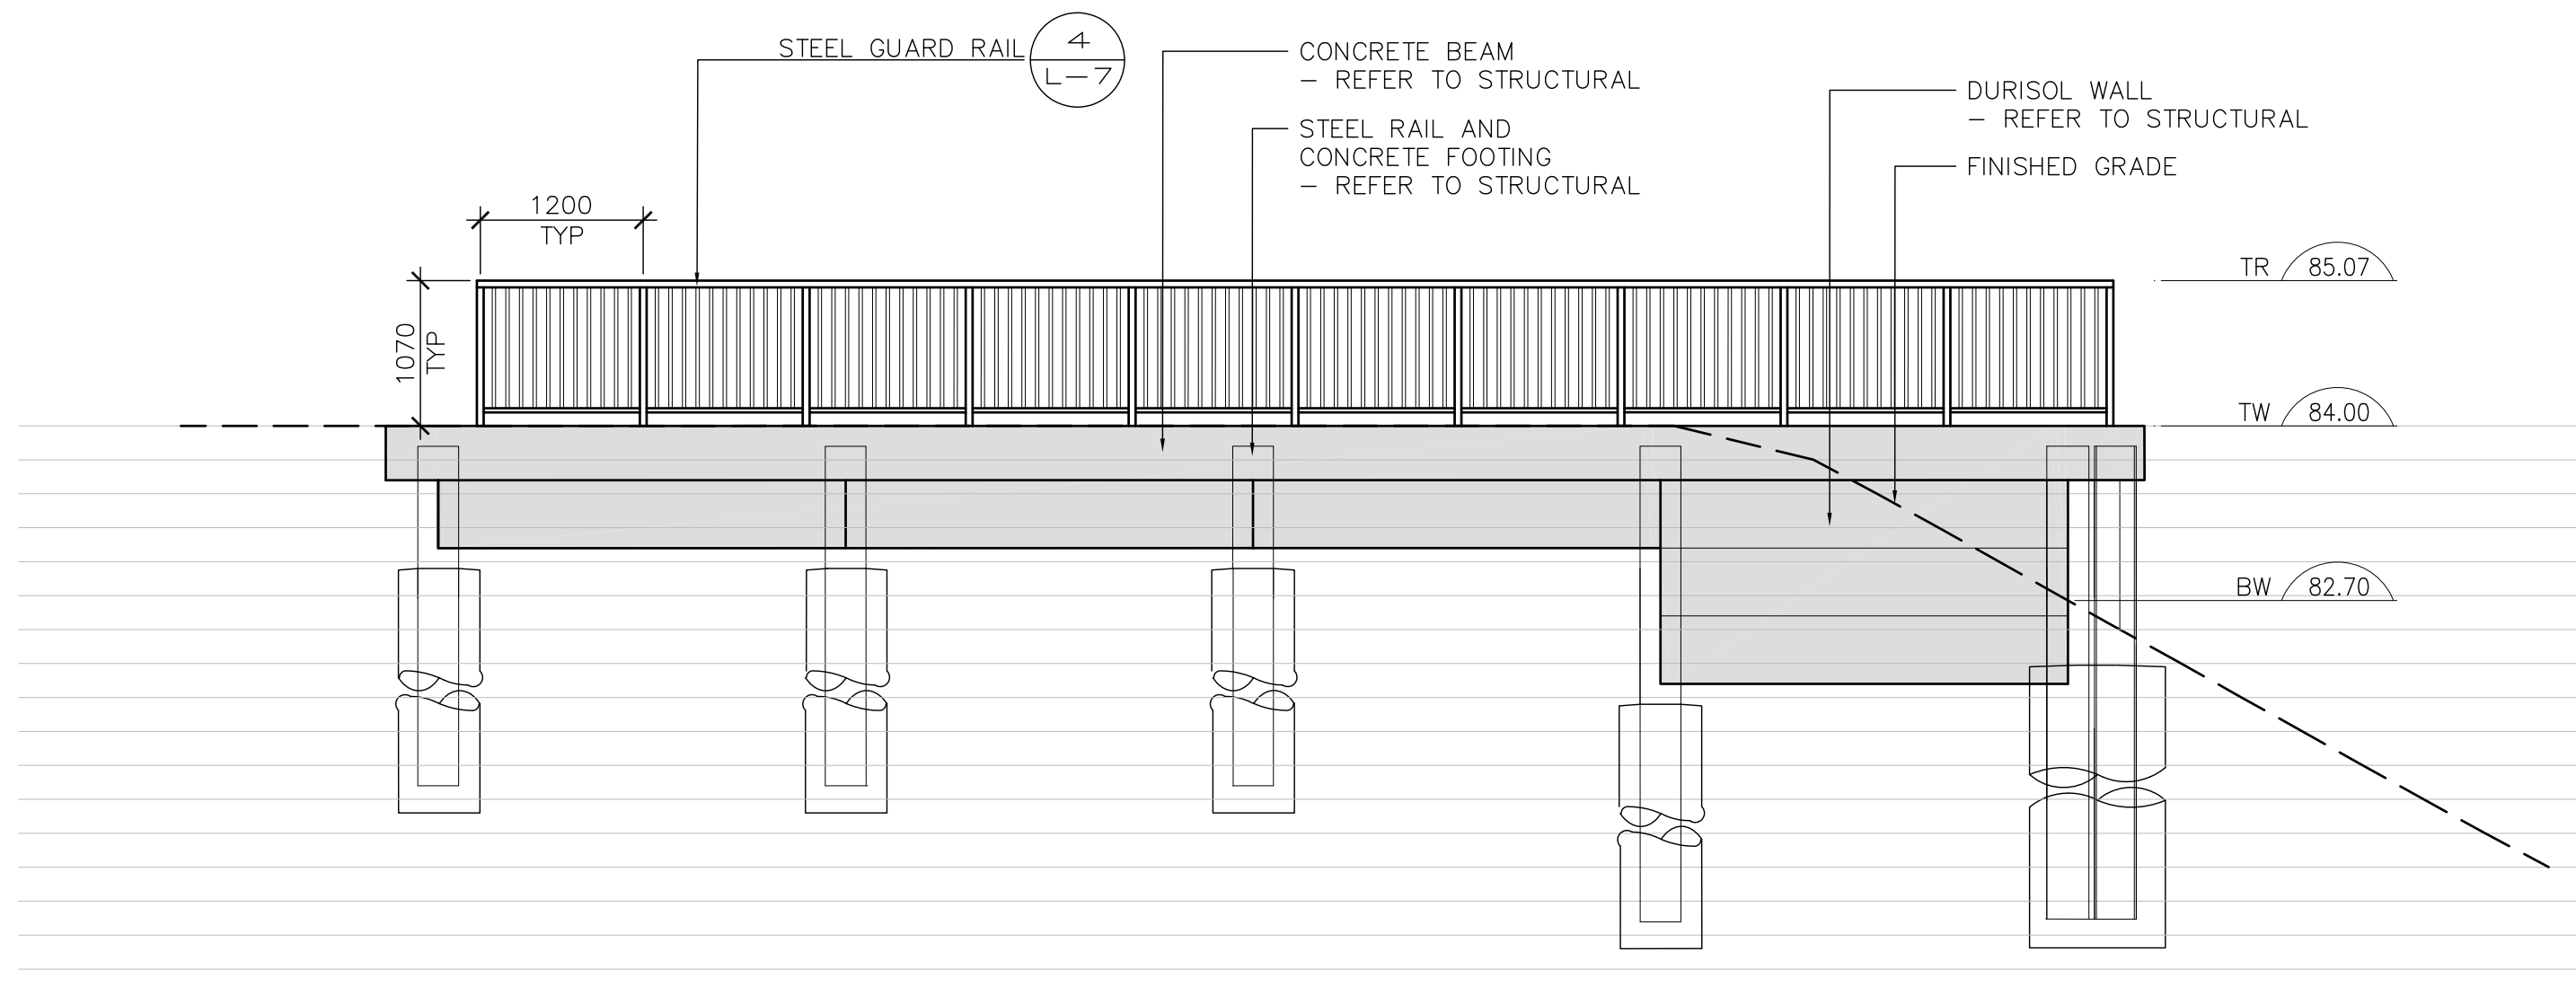 STEEL GUARD RAIL
4
L-7
CONCRETE BEAM
- REFER TO STRUCTURAL
STEEL RAIL AND
CONCRETE FOOTING
- REFER TO STRUCTURAL
DURISOL WALL
- REFER TO STRUCTURAL
FINISHED GRADE
1200
TYP
1070
TYP
TR 85.07
TW 84.00
BW 82.70